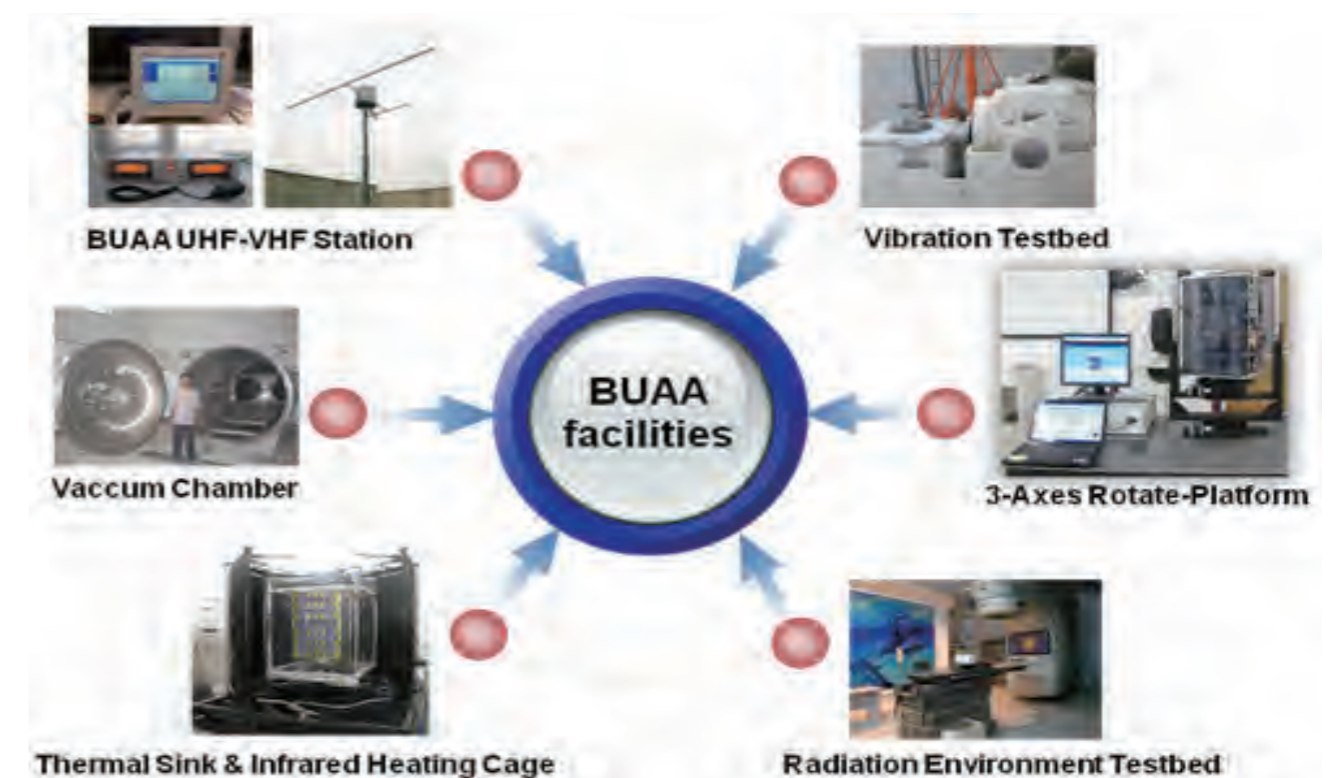 BUAA UHF-VHF Station
Vibration Testbed
BUAA
facilities
Vaccum Chamber
3-Axes Rotate-Platform
Thermal Sink & Infrared Heating Cage
Radiation Environment Testbed